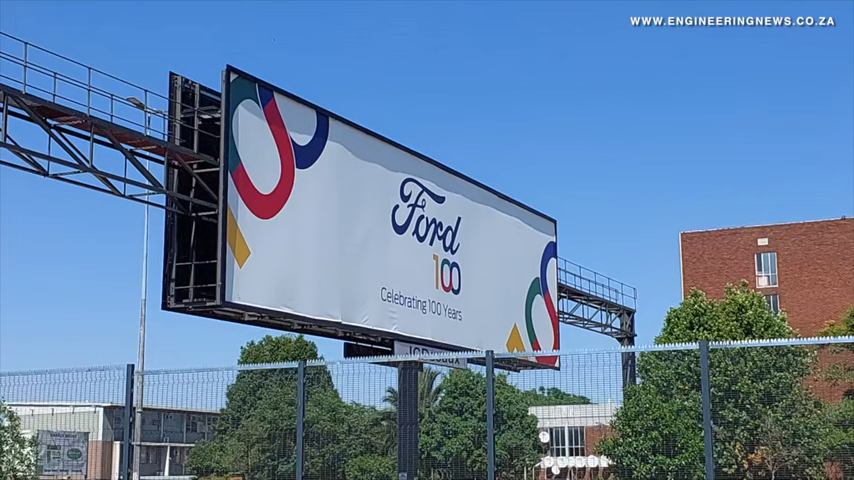 WWW.ENGINEERINGNEWS.CO.ZA
Ford
100
Celebrating 100 Years